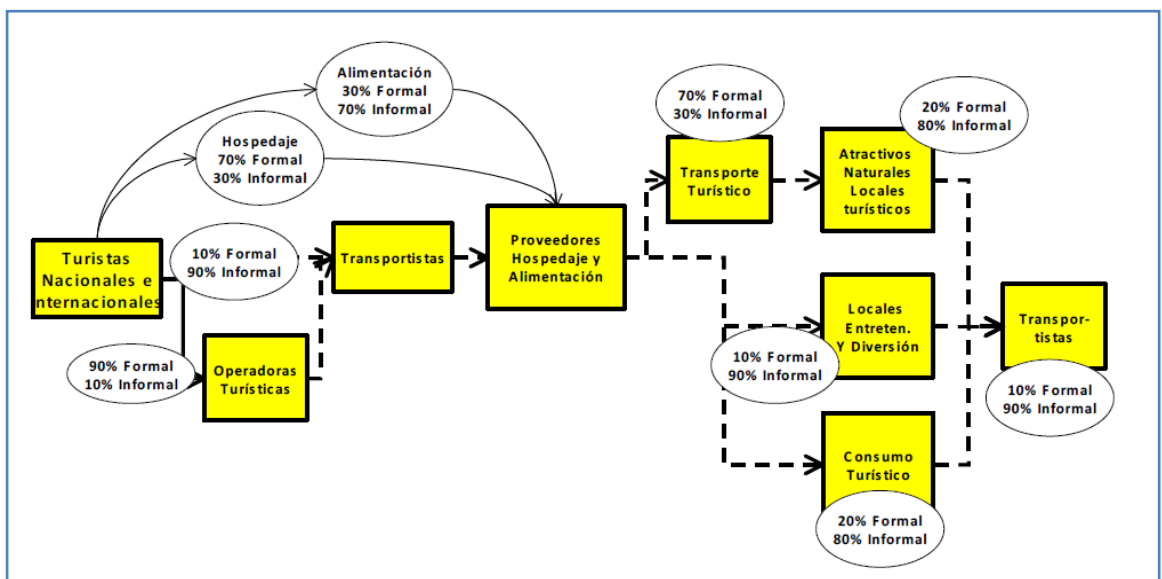 Alimentación
30% Formal
70% Informal
Hospedaje
70% Formal
30% Informal
Turistas
Nacionales e
nternacionales
10% Formal
90% Informal
90% Formal
10% Informal
Operadoras
Turísticas
Transportistas
Proveedores
Hospedaje y
Alimentación
70% Formal
30% Informal
Transporte
Turístico
20% Formal
80% Informal
Atractivos
Naturales
Locales
turísticos
10% Formal
90% Informal
Locales
Entreten.
Y Diversión
Consumo
Turístico
20% Formal
80% Informal
Transpor-
tistas
10% Formal
90% Informal